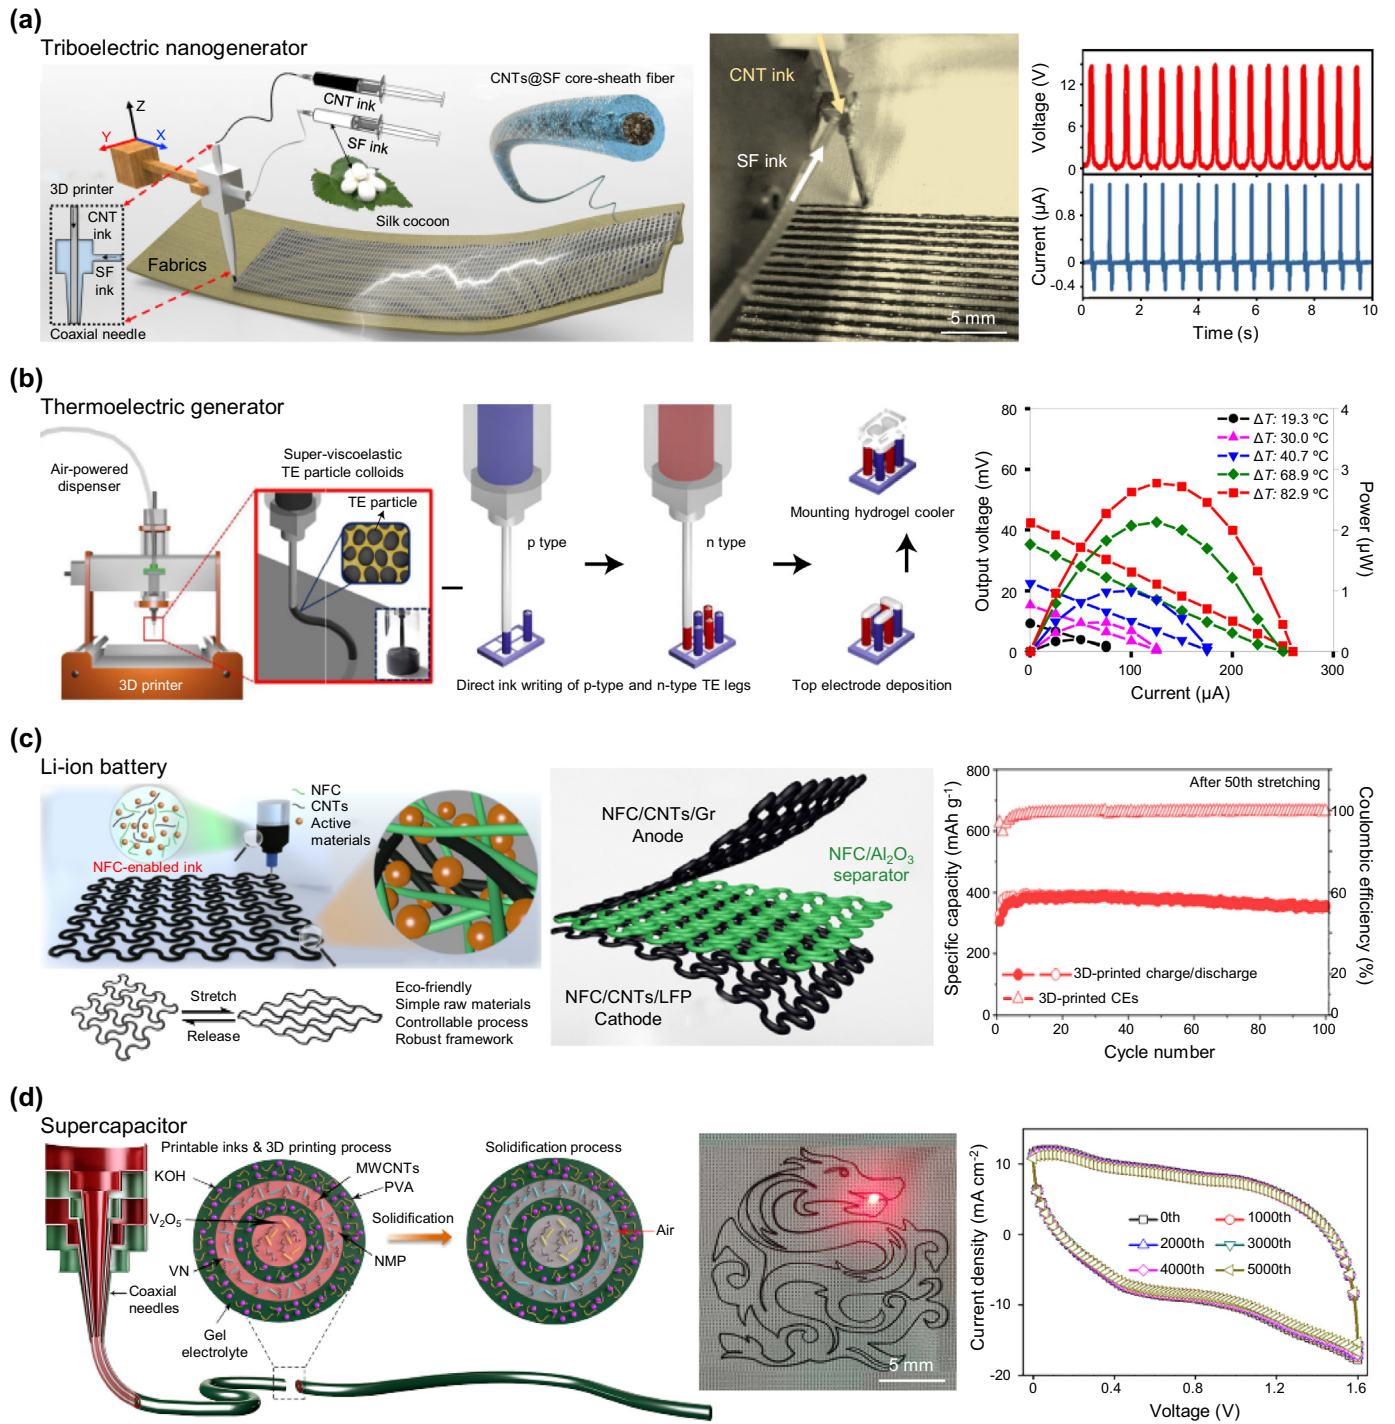 (a)
Triboelectric nanogenerator
CNTs@SF core-sheath fiber
CNT ink
SF ink
Z
Y
X
3D printer
CNT
ink
SF
ink
Coaxial needle
Silk cocoon
Fabrics
CNT ink
SF ink
5 mm
Voltage (V)
12
6
0
Current (μA)
0.8
0
-0.4
0
2
4
6
8
10
Time (s)
(b)
Thermoelectric generator
Air-powered
dispenser
3D printer
Super-viscoelastic
TE particle colloids
TE particle
p type
n type
Direct ink writing of p-type and n-type TE legs
Mounting hydrogel cooler
Top electrode deposition
Output voltage (mV)
80
60
40
20
0
ΔT: 19.3 ºC
ΔT: 30.0 ºC
ΔT: 40.7 ºC
ΔT: 68.9 ºC
ΔT: 82.9 ºC
4
3
2
1
0
Power (μW)
0
100
200
300
Current (μA)
(c)
Li-ion battery
NFC
CNTs
Active
materials
NFC-enabled ink
Stretch
Release
Eco-friendly
Simple raw materials
Controllable process
Robust framework
NFC/CNTs/Gr
Anode
NFC/Al₂O₃
separator
NFC/CNTs/LFP
Cathode
Specific capacity (mAh g⁻¹)
800
600
400
200
0
After 50th stretching
3D-printed charge/discharge
3D-printed CEs
100
80
60
40
20
0
Coulombic efficiency (%)
0
20
40
60
80
100
Cycle number
(d)
Supercapacitor
Printable inks & 3D printing process
KOH
MWCNTs
PVA
V₂O₅
NMP
VN
Coaxial
needles
Gel
electrolyte
Solidification
Solidification process
Air
5 mm
Current density (mA cm⁻²)
10
0
-10
-20
0th
1000th
2000th
3000th
4000th
5000th
0
0.4
0.8
1.2
1.6
Voltage (V)